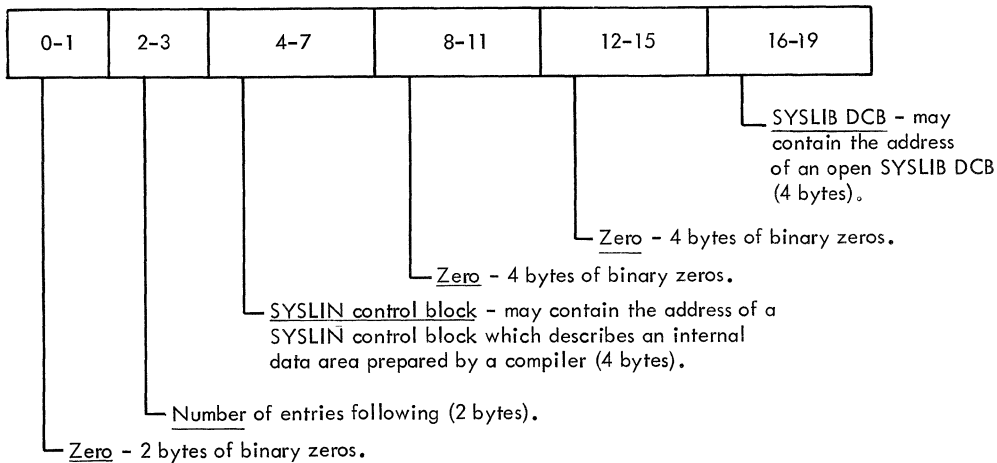 0-1 2-3 4-7 8-11 12-15 16-19
SYSLIB DCB - may
contain the address
of an open SYSLIB DCB
(4 bytes).
Zero - 4 bytes of binary zeros.
Zero - 4 bytes of binary zeros.
SYSLIN control block - may contain the address of a
SYSLIN control block which describes an internal
data area prepared by a compiler (4 bytes).
Number of entries following (2 bytes).
Zero - 2 bytes of binary zeros.